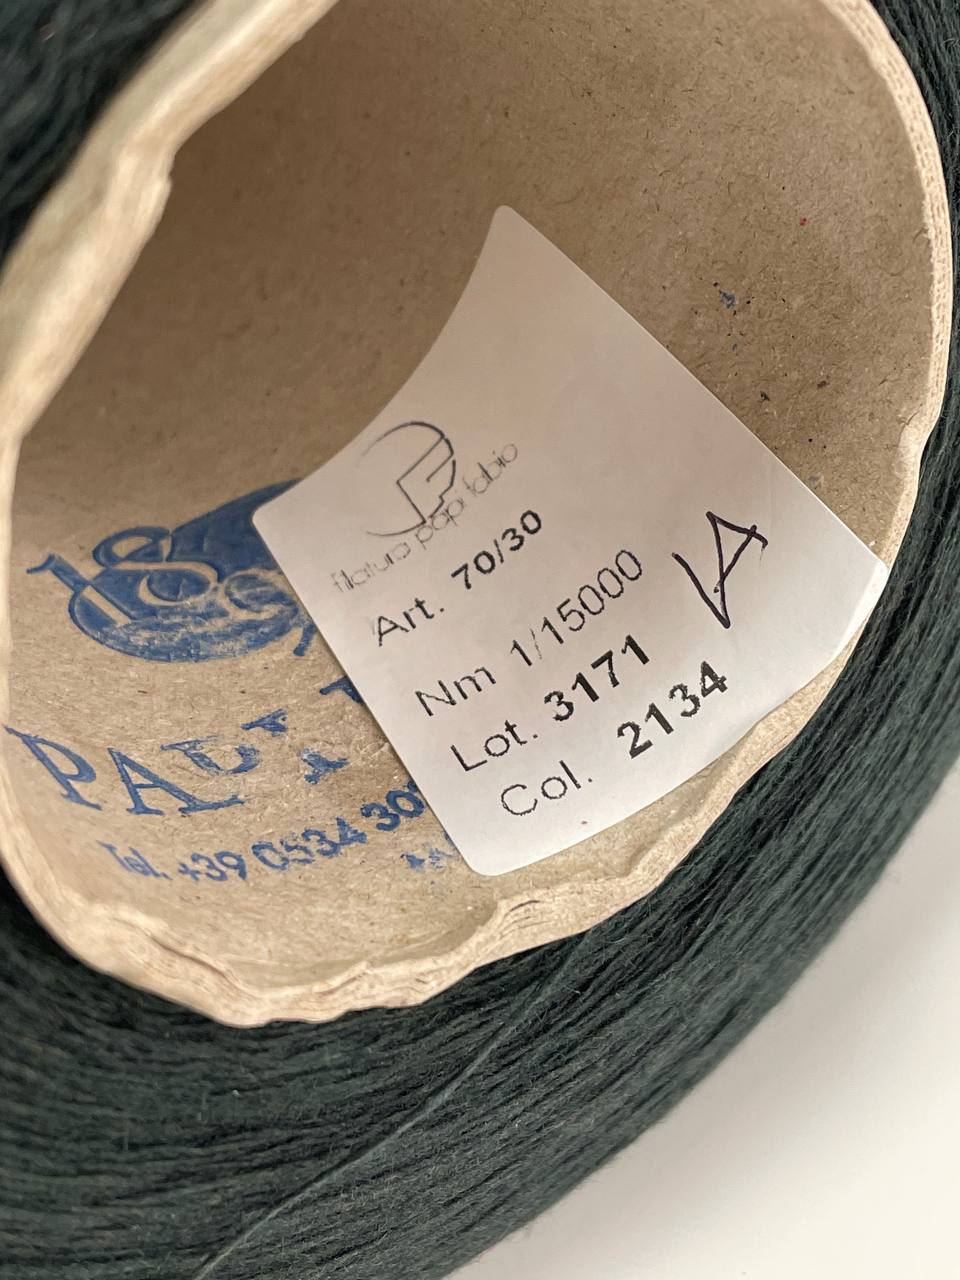 filatura papi fabio
Art. 70/30
Nm 1/15000
Lot. 3171
Col. 2134
Tel. +39 0534 30